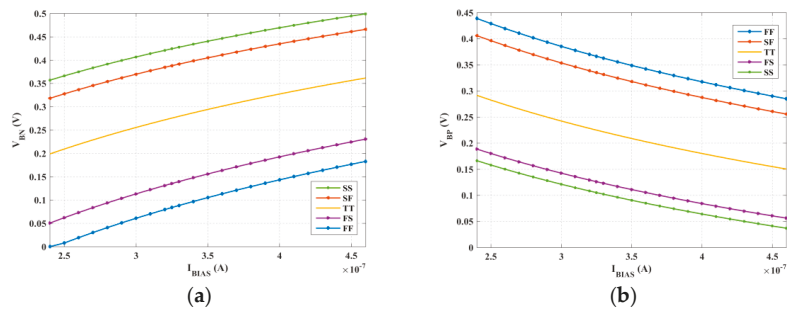 0.5
0.45
0.4
0.35
0.3
0.25
0.2
0.15
0.1
0.05
0
V_BN (V)
SS
SF
TT
FS
FF
2.5 3 3.5 4 4.5
×10^-7
I_BIAS (A)
(a)
0.45
0.4
0.35
0.3
0.25
0.2
0.15
0.1
0.05
0
V_BP (V)
FF
SF
TT
FS
SS
2.5 3 3.5 4 4.5
×10^-7
I_BIAS (A)
(b)